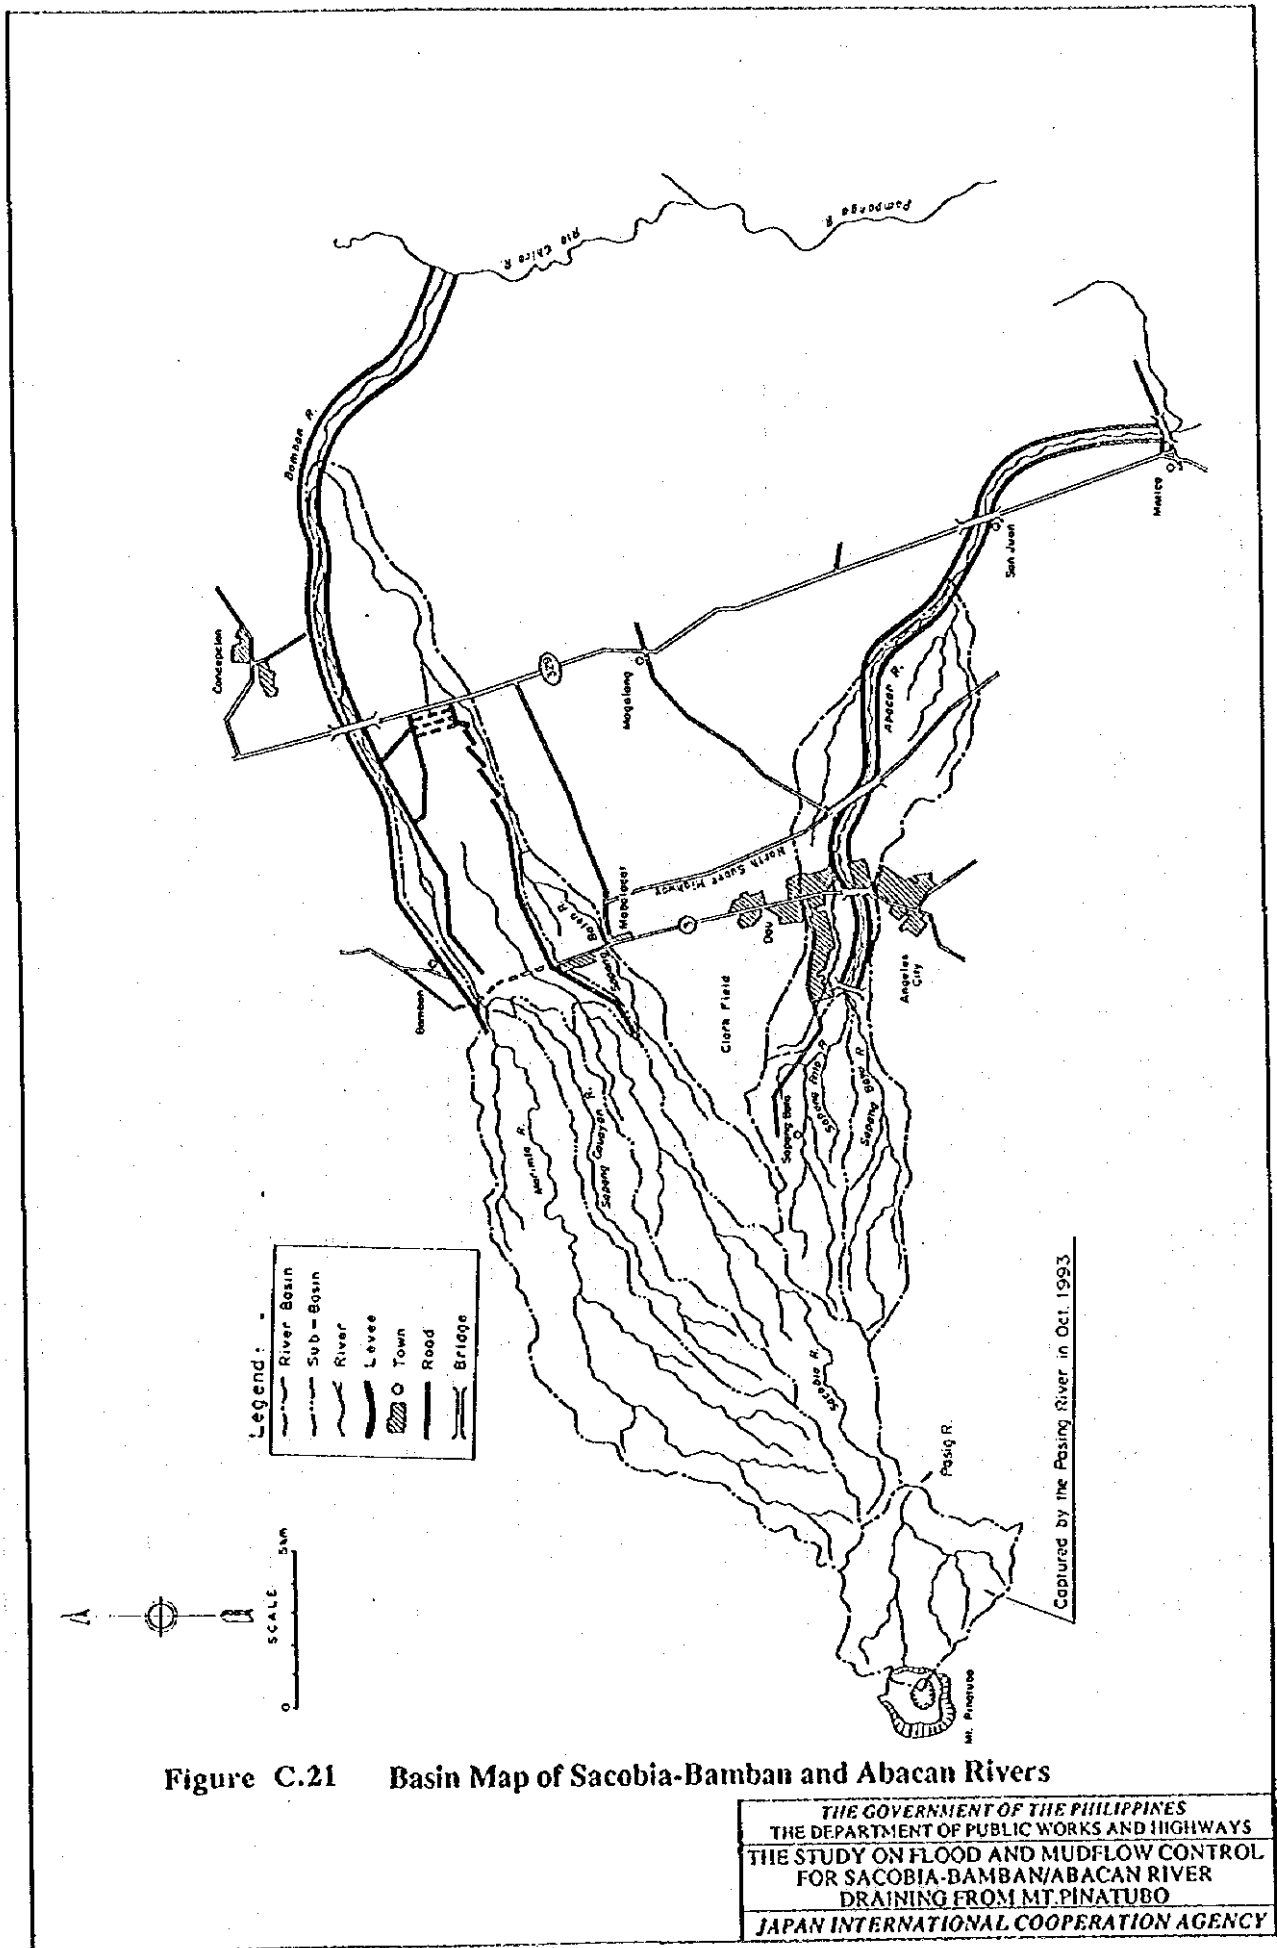 Rio Chico R.
Pampanga R.
Bamban R.
Concepcion
329
Magalang
San Juan
Mexico
Abacan R.
North Super Highway
Mabalacat
Dau
Angeles
City
Clark Field
Bamban
Marimla R.
Sapang Cauayan R.
Sapang Bato
Sacobia R.
Pasig R.
Captured by the Pasing River in Oct. 1993
Mt. Pinatubo
Legend :
River Basin
Sub-Basin
River
Levee
Town
Road
Bridge
SCALE
0
5km
Figure C.21 Basin Map of Sacobia-Bamban and Abacan Rivers
THE GOVERNMENT OF THE PHILIPPINES
THE DEPARTMENT OF PUBLIC WORKS AND HIGHWAYS
THE STUDY ON FLOOD AND MUDFLOW CONTROL
FOR SACOBIA-BAMBAN/ABACAN RIVER
DRAINING FROM MT.PINATUBO
JAPAN INTERNATIONAL COOPERATION AGENCY